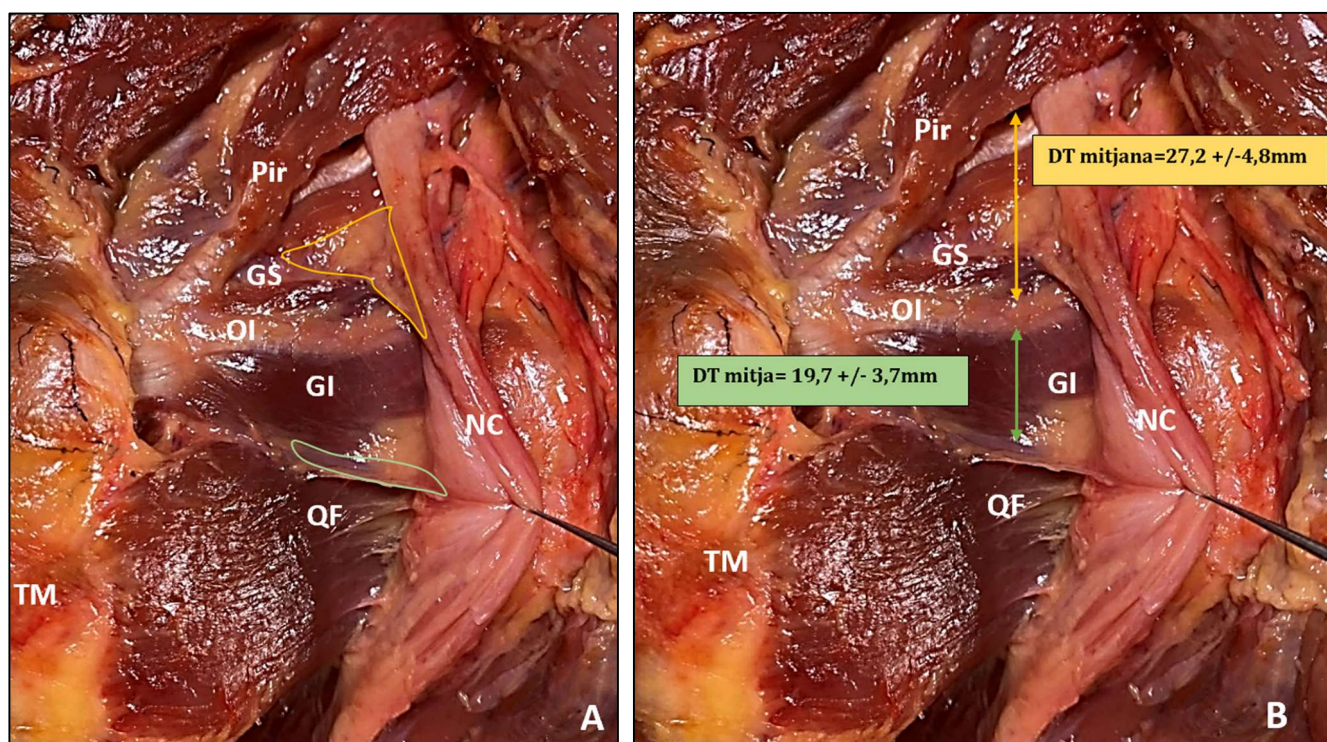 Pir
GS
OI
GI
NC
QF
TM
A
Pir
DT mitjana=27,2 +/-4,8mm
GS
OI
DT mitja= 19,7 +/- 3,7mm
GI
NC
QF
TM
B